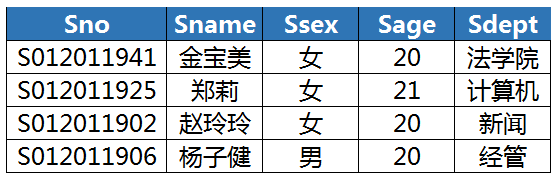 Sno Sname Ssex Sage Sdept
S012011941 金宝美 女 20 法学院
S012011925 郑莉 女 21 计算机
S012011902 赵玲玲 女 20 新闻
S012011906 杨子健 男 20 经管